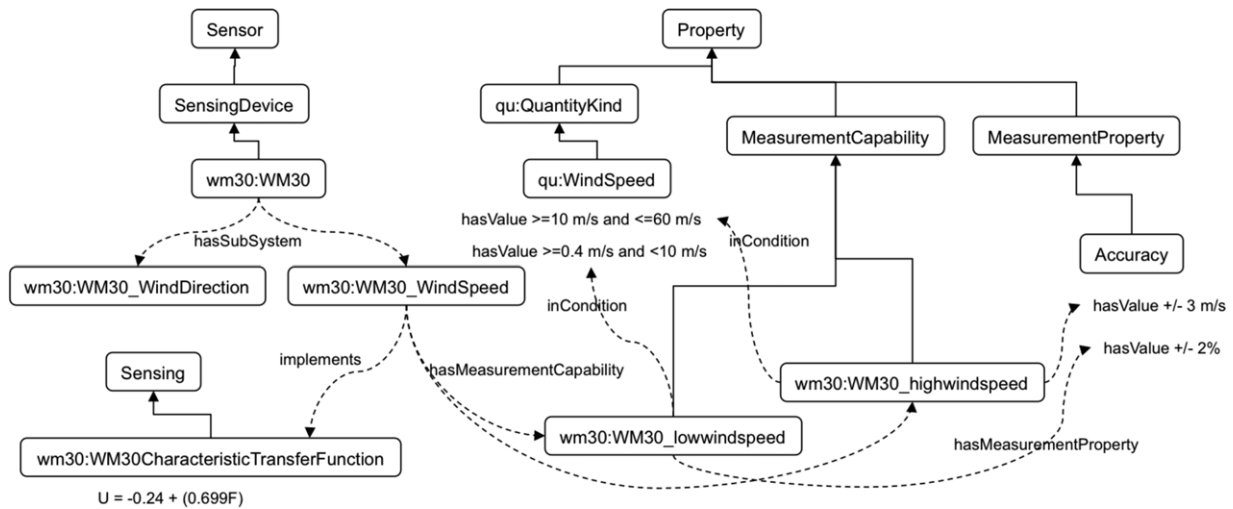 Sensor
Property
SensingDevice
qu:QuantityKind
MeasurementCapability
MeasurementProperty
wm30:WM30
qu:WindSpeed
hasValue >=10 m/s and <=60 m/s
hasSubSystem
inCondition
hasValue >=0.4 m/s and <10 m/s
Accuracy
wm30:WM30_WindDirection
wm30:WM30_WindSpeed
inCondition
hasValue +/- 3 m/s
hasValue +/- 2%
implements
Sensing
hasMeasurementCapability
wm30:WM30_highwindspeed
wm30:WM30_lowwindspeed
hasMeasurementProperty
wm30:WM30CharacteristicTransferFunction
U = -0.24 + (0.699F)